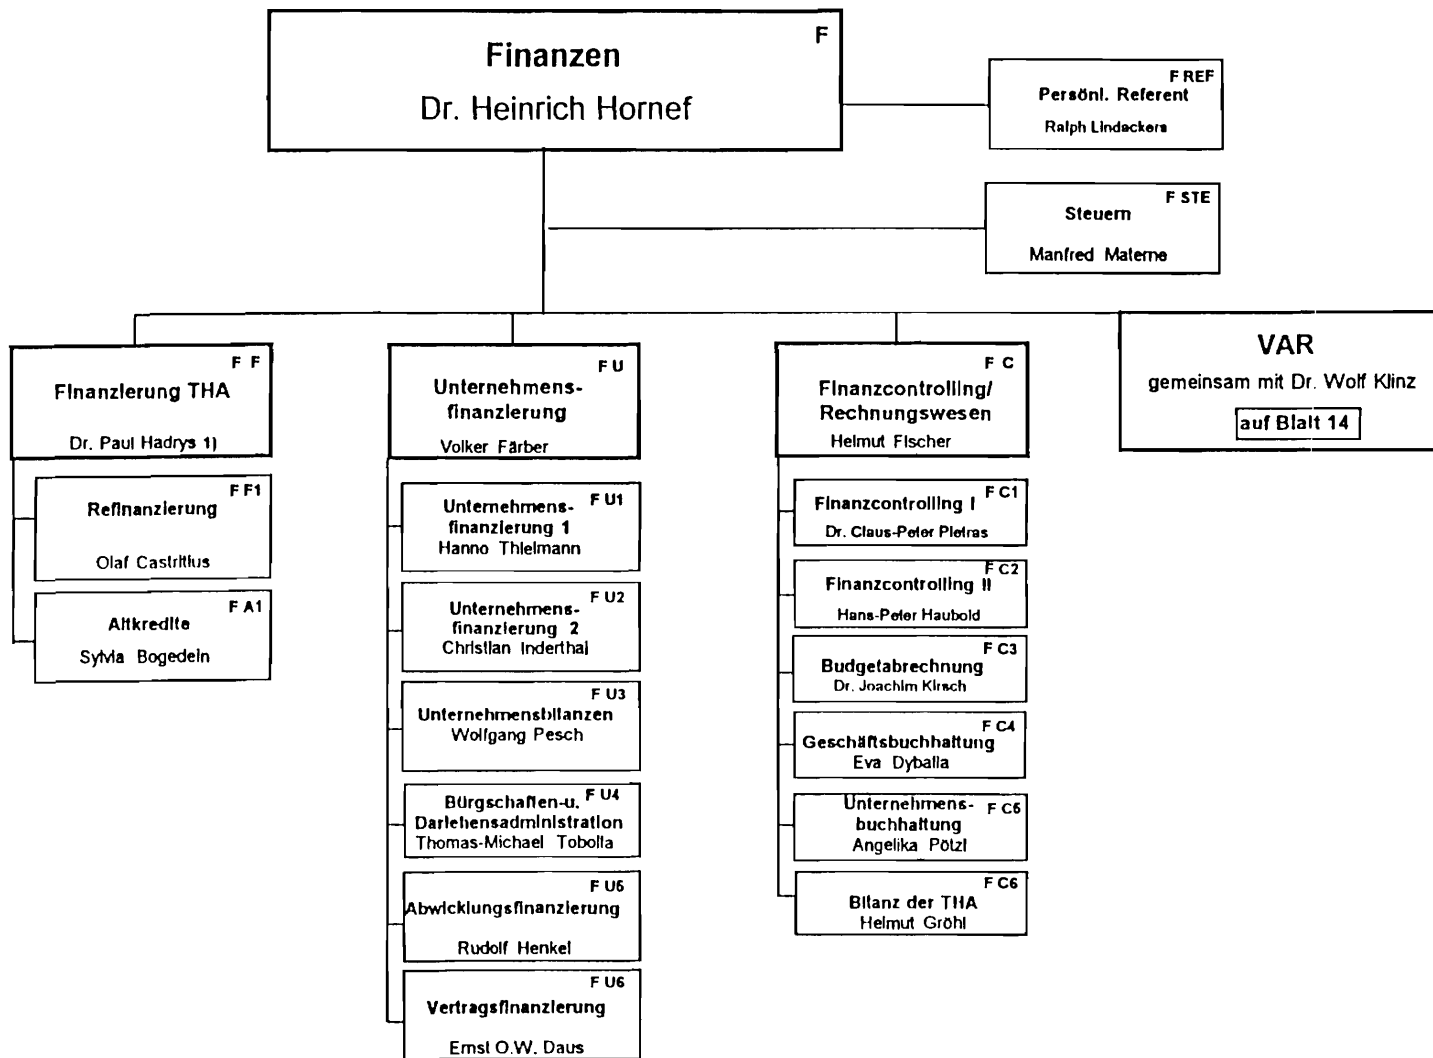 F
Finanzen
Dr. Heinrich Hornef
F REF
Persönl. Referent
Ralph Lindackers
F STE
Steuern
Manfred Materne
F F
Finanzierung THA
Dr. Paul Hadrys 1)
F F1
Refinanzierung
Olaf Castritius
F A1
Altkredite
Sylvia Bogedein
F U
Unternehmens-
finanzierung
Volker Färber
F U1
Unternehmens-
finanzierung 1
Hanno Thielmann
F U2
Unternehmens-
finanzierung 2
Christian Inderthal
F U3
Unternehmensbilanzen
Wolfgang Pesch
F U4
Bürgschaften-u.
Darlehensadministration
Thomas-Michael Tobolla
F U5
Abwicklungsfinanzierung
Rudolf Henkel
F U6
Vertragsfinanzierung
Ernst O.W. Daus
F C
Finanzcontrolling/
Rechnungswesen
Helmut Fischer
F C1
Finanzcontrolling I
Dr. Claus-Peter Pietras
F C2
Finanzcontrolling II
Hans-Peter Haubold
F C3
Budgetabrechnung
Dr. Joachim Kirsch
F C4
Geschäftsbuchhaltung
Eva Dyballa
F C5
Unternehmens-
buchhaltung
Angelika Pötzl
F C6
Bilanz der THA
Helmut Gröhl
VAR
gemeinsam mit Dr. Wolf Klinz
auf Blatt 14